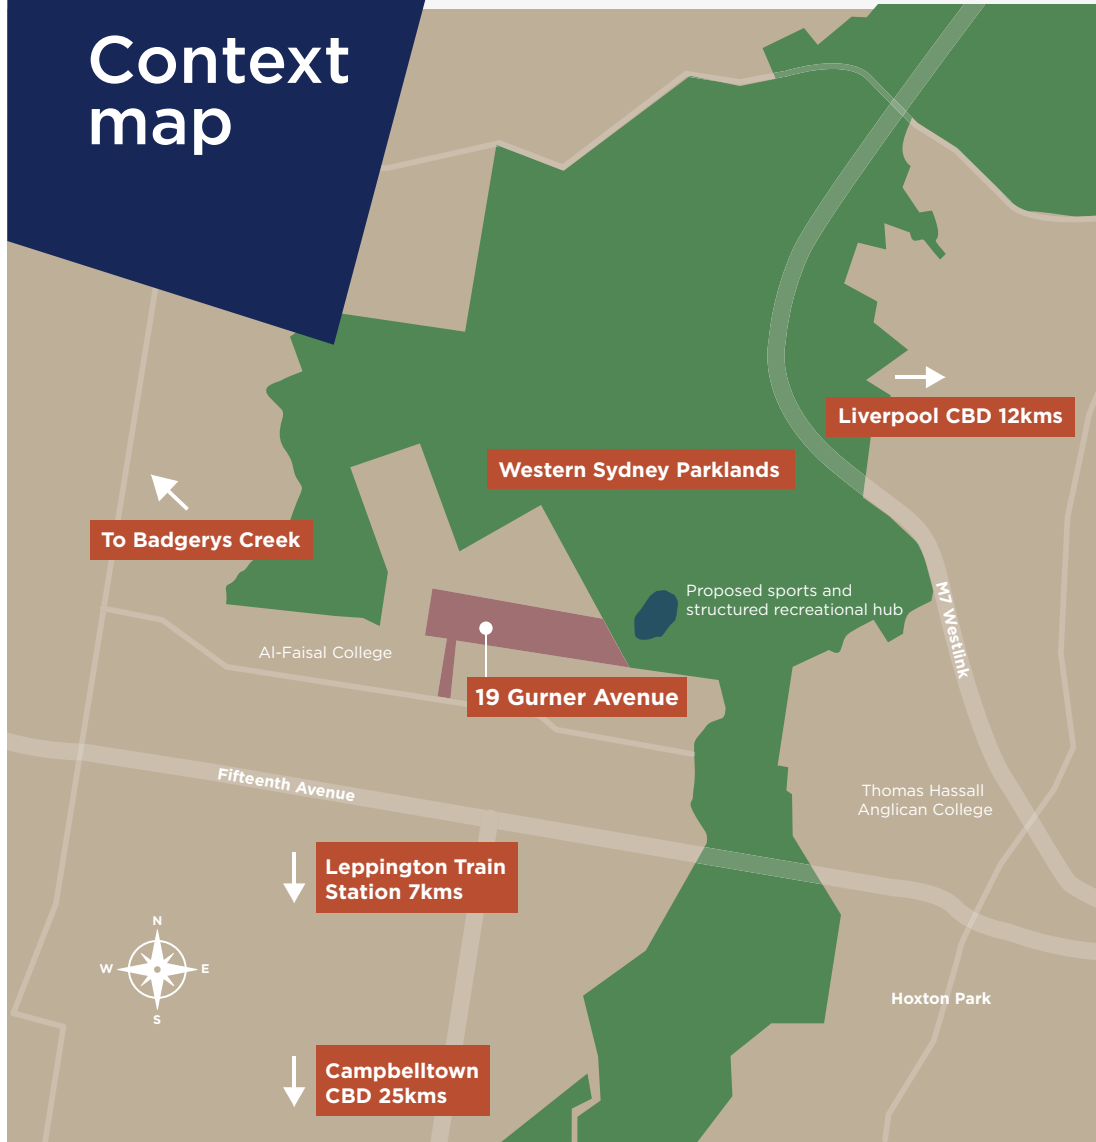 Context
map
Liverpool CBD 12kms
Western Sydney Parklands
To Badgerys Creek
Proposed sports and
structured recreational hub
M7 Westlink
Al-Faisal College
19 Gurner Avenue
Fifteenth Avenue
Thomas Hassall
Anglican College
Leppington Train
Station 7kms
N
W
E
S
Hoxton Park
Campbelltown
CBD 25kms